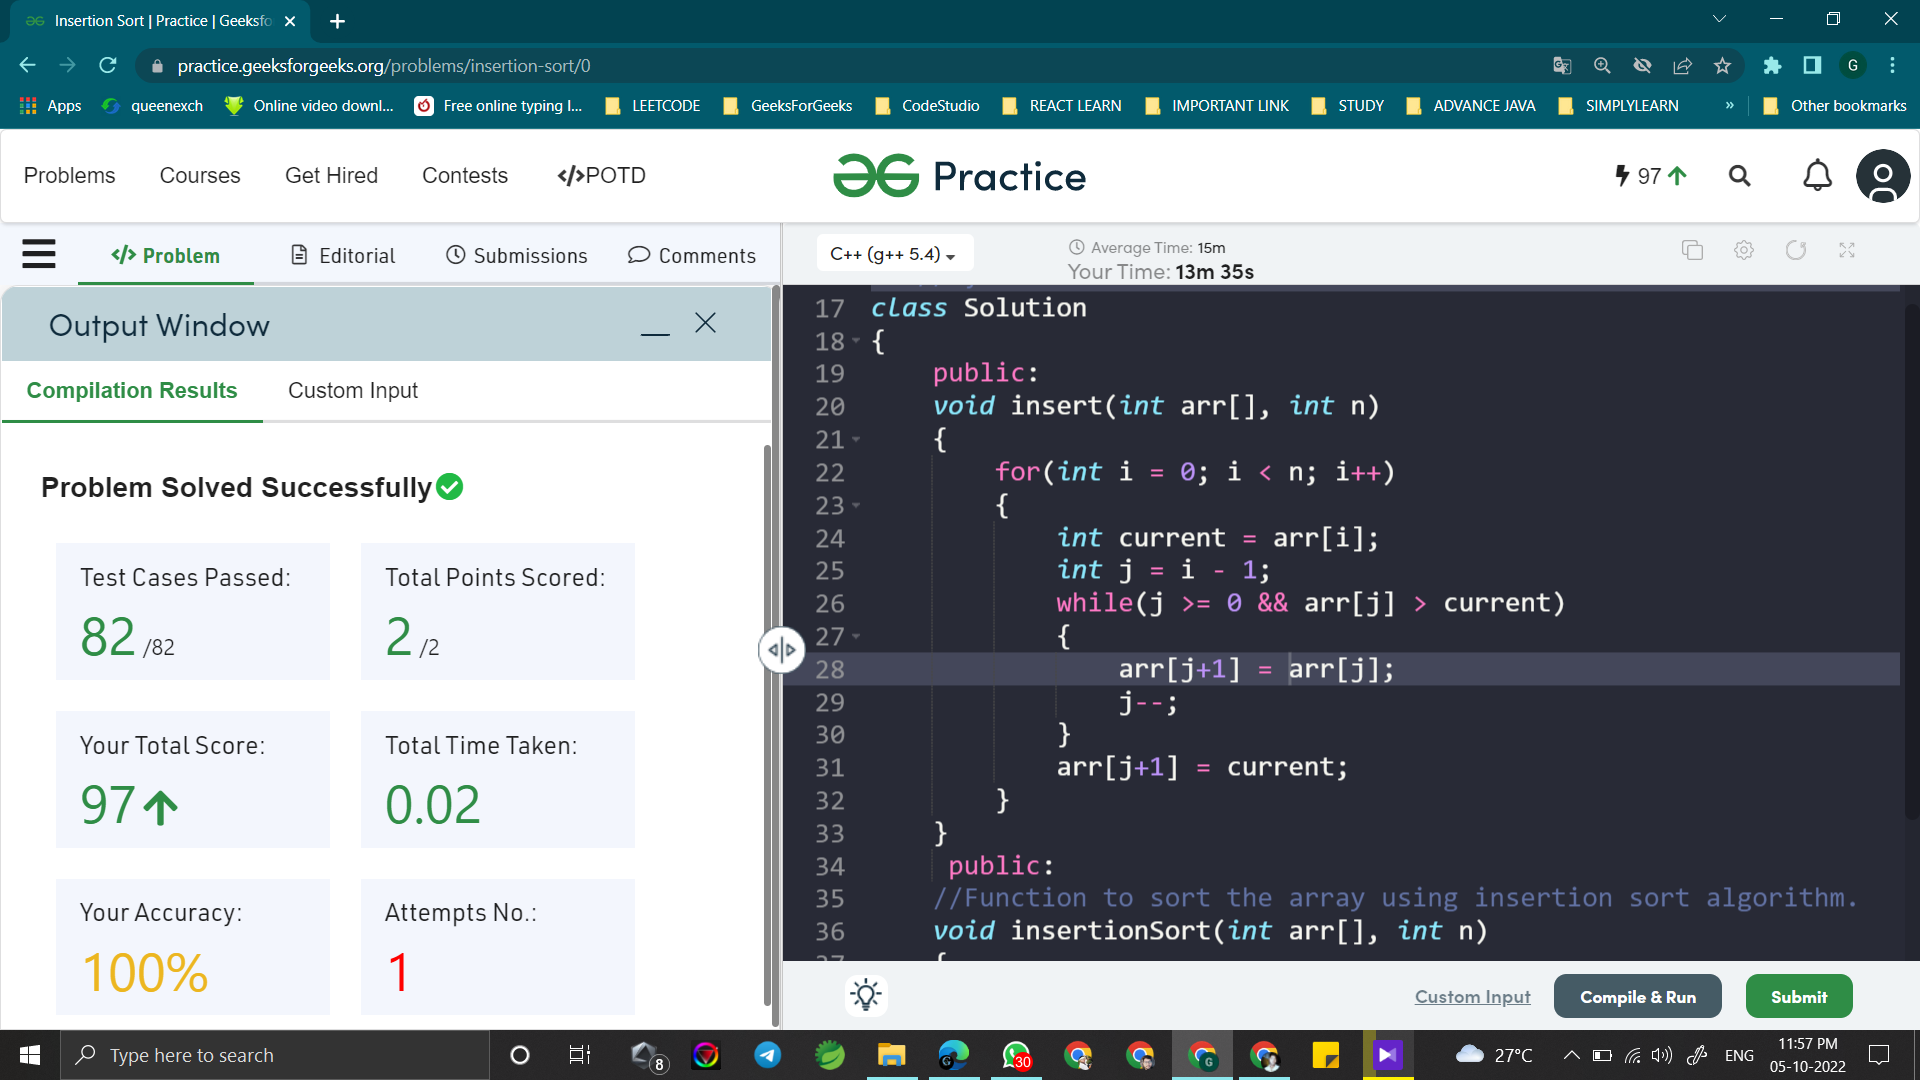 Insertion Sort | Practice | Geeksfo
practice.geeksforgeeks.org/problems/insertion-sort/0
G
Apps queenexch Online video downl... Free online typing I... LEETCODE GeeksForGeeks CodeStudio REACT LEARN IMPORTANT LINK STUDY ADVANCE JAVA SIMPLYLEARN » Other bookmarks
Problems Courses Get Hired Contests </>POTD Practice 97
</> Problem Editorial Submissions Comments
Output Window
Compilation Results Custom Input
Problem Solved Successfully
Test Cases Passed: Total Points Scored:
82 /82 2 /2
Your Total Score: Total Time Taken:
97 0.02
Your Accuracy: Attempts No.:
100% 1
C++ (g++ 5.4) Average Time: 15m
Your Time: 13m 35s
17 class Solution
18 {
19 public:
20 void insert(int arr[], int n)
21 {
22 for(int i = 0; i < n; i++)
23 {
24 int current = arr[i];
25 int j = i - 1;
26 while(j >= 0 && arr[j] > current)
27 {
28 arr[j+1] = arr[j];
29 j--;
30 }
31 arr[j+1] = current;
32 }
33 }
34 public:
35 //Function to sort the array using insertion sort algorithm.
36 void insertionSort(int arr[], int n)
37 {
Custom Input Compile & Run Submit
Type here to search 8 30 G 27°C ENG 11:57 PM
05-10-2022